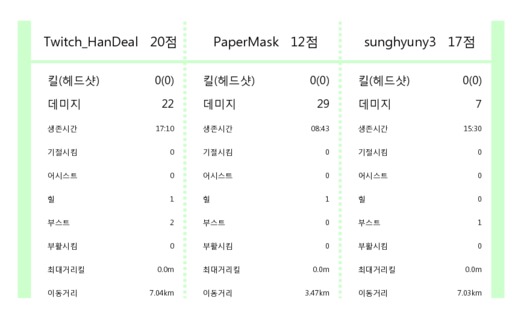 Twitch_HanDeal 20점 PaperMask 12점 sunghyuny3 17점
킬(헤드샷) 0(0) 킬(헤드샷) 0(0) 킬(헤드샷) 0(0)
데미지 22 데미지 29 데미지 7
생존시간 17:10 생존시간 08:43 생존시간 15:30
기절시킴 0 기절시킴 0 기절시킴 0
어시스트 0 어시스트 0 어시스트 0
힐 1 힐 1 힐 0
부스트 2 부스트 0 부스트 1
부활시킴 0 부활시킴 0 부활시킴 0
최대거리킬 0.0m 최대거리킬 0.0m 최대거리킬 0.0m
이동거리 7.04km 이동거리 3.47km 이동거리 7.03km